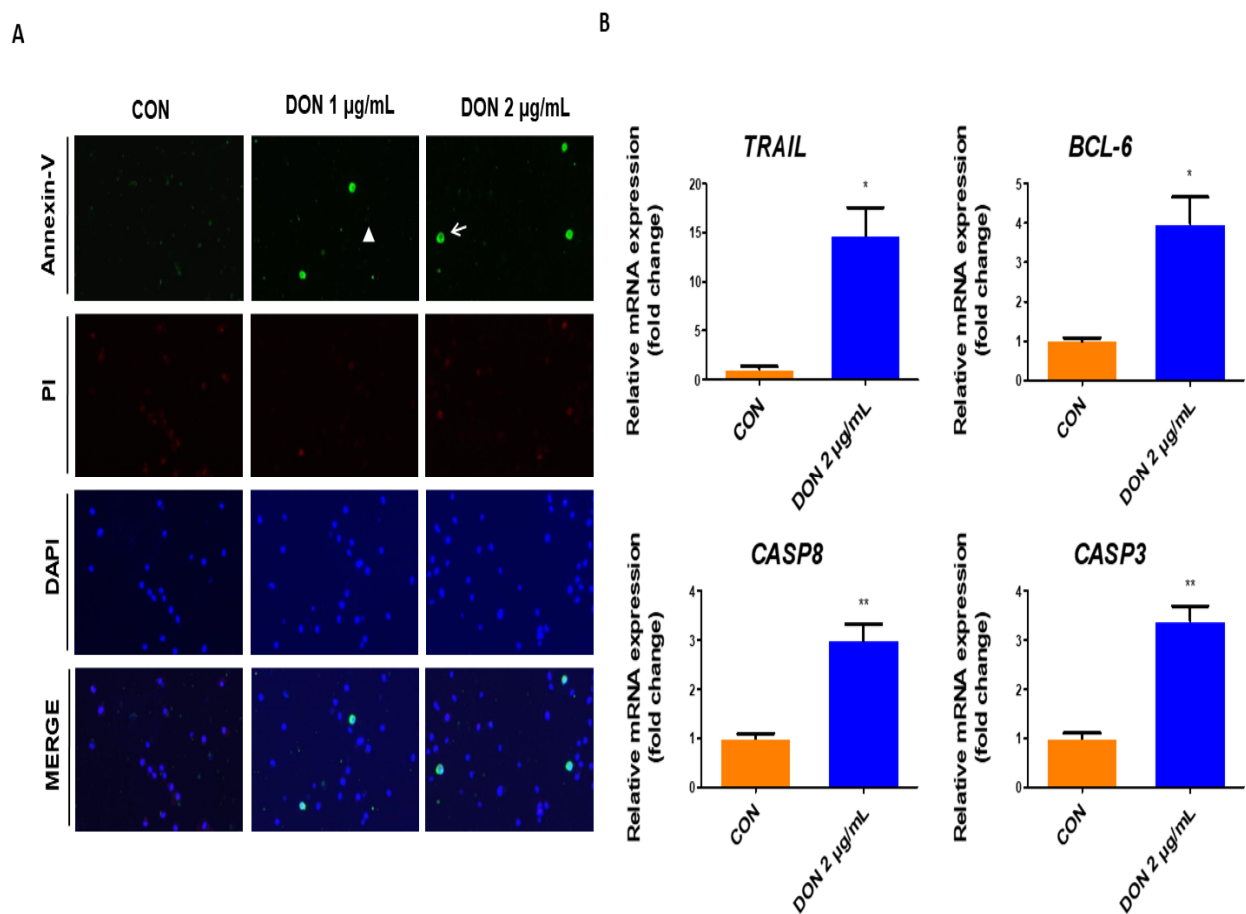 A
CON
DON 1 µg/mL
DON 2 µg/mL
Annexin-V
PI
DAPI
MERGE
B
TRAIL
Relative mRNA expression
(fold change)
20
15
10
5
0
*
CON
DON 2 µg/mL
BCL-6
Relative mRNA expression
(fold change)
5
4
3
2
1
0
*
CON
DON 2 µg/mL
CASP8
Relative mRNA expression
(fold change)
4
3
2
1
0
**
CON
DON 2 µg/mL
CASP3
Relative mRNA expression
(fold change)
4
3
2
1
0
**
CON
DON 2 µg/mL